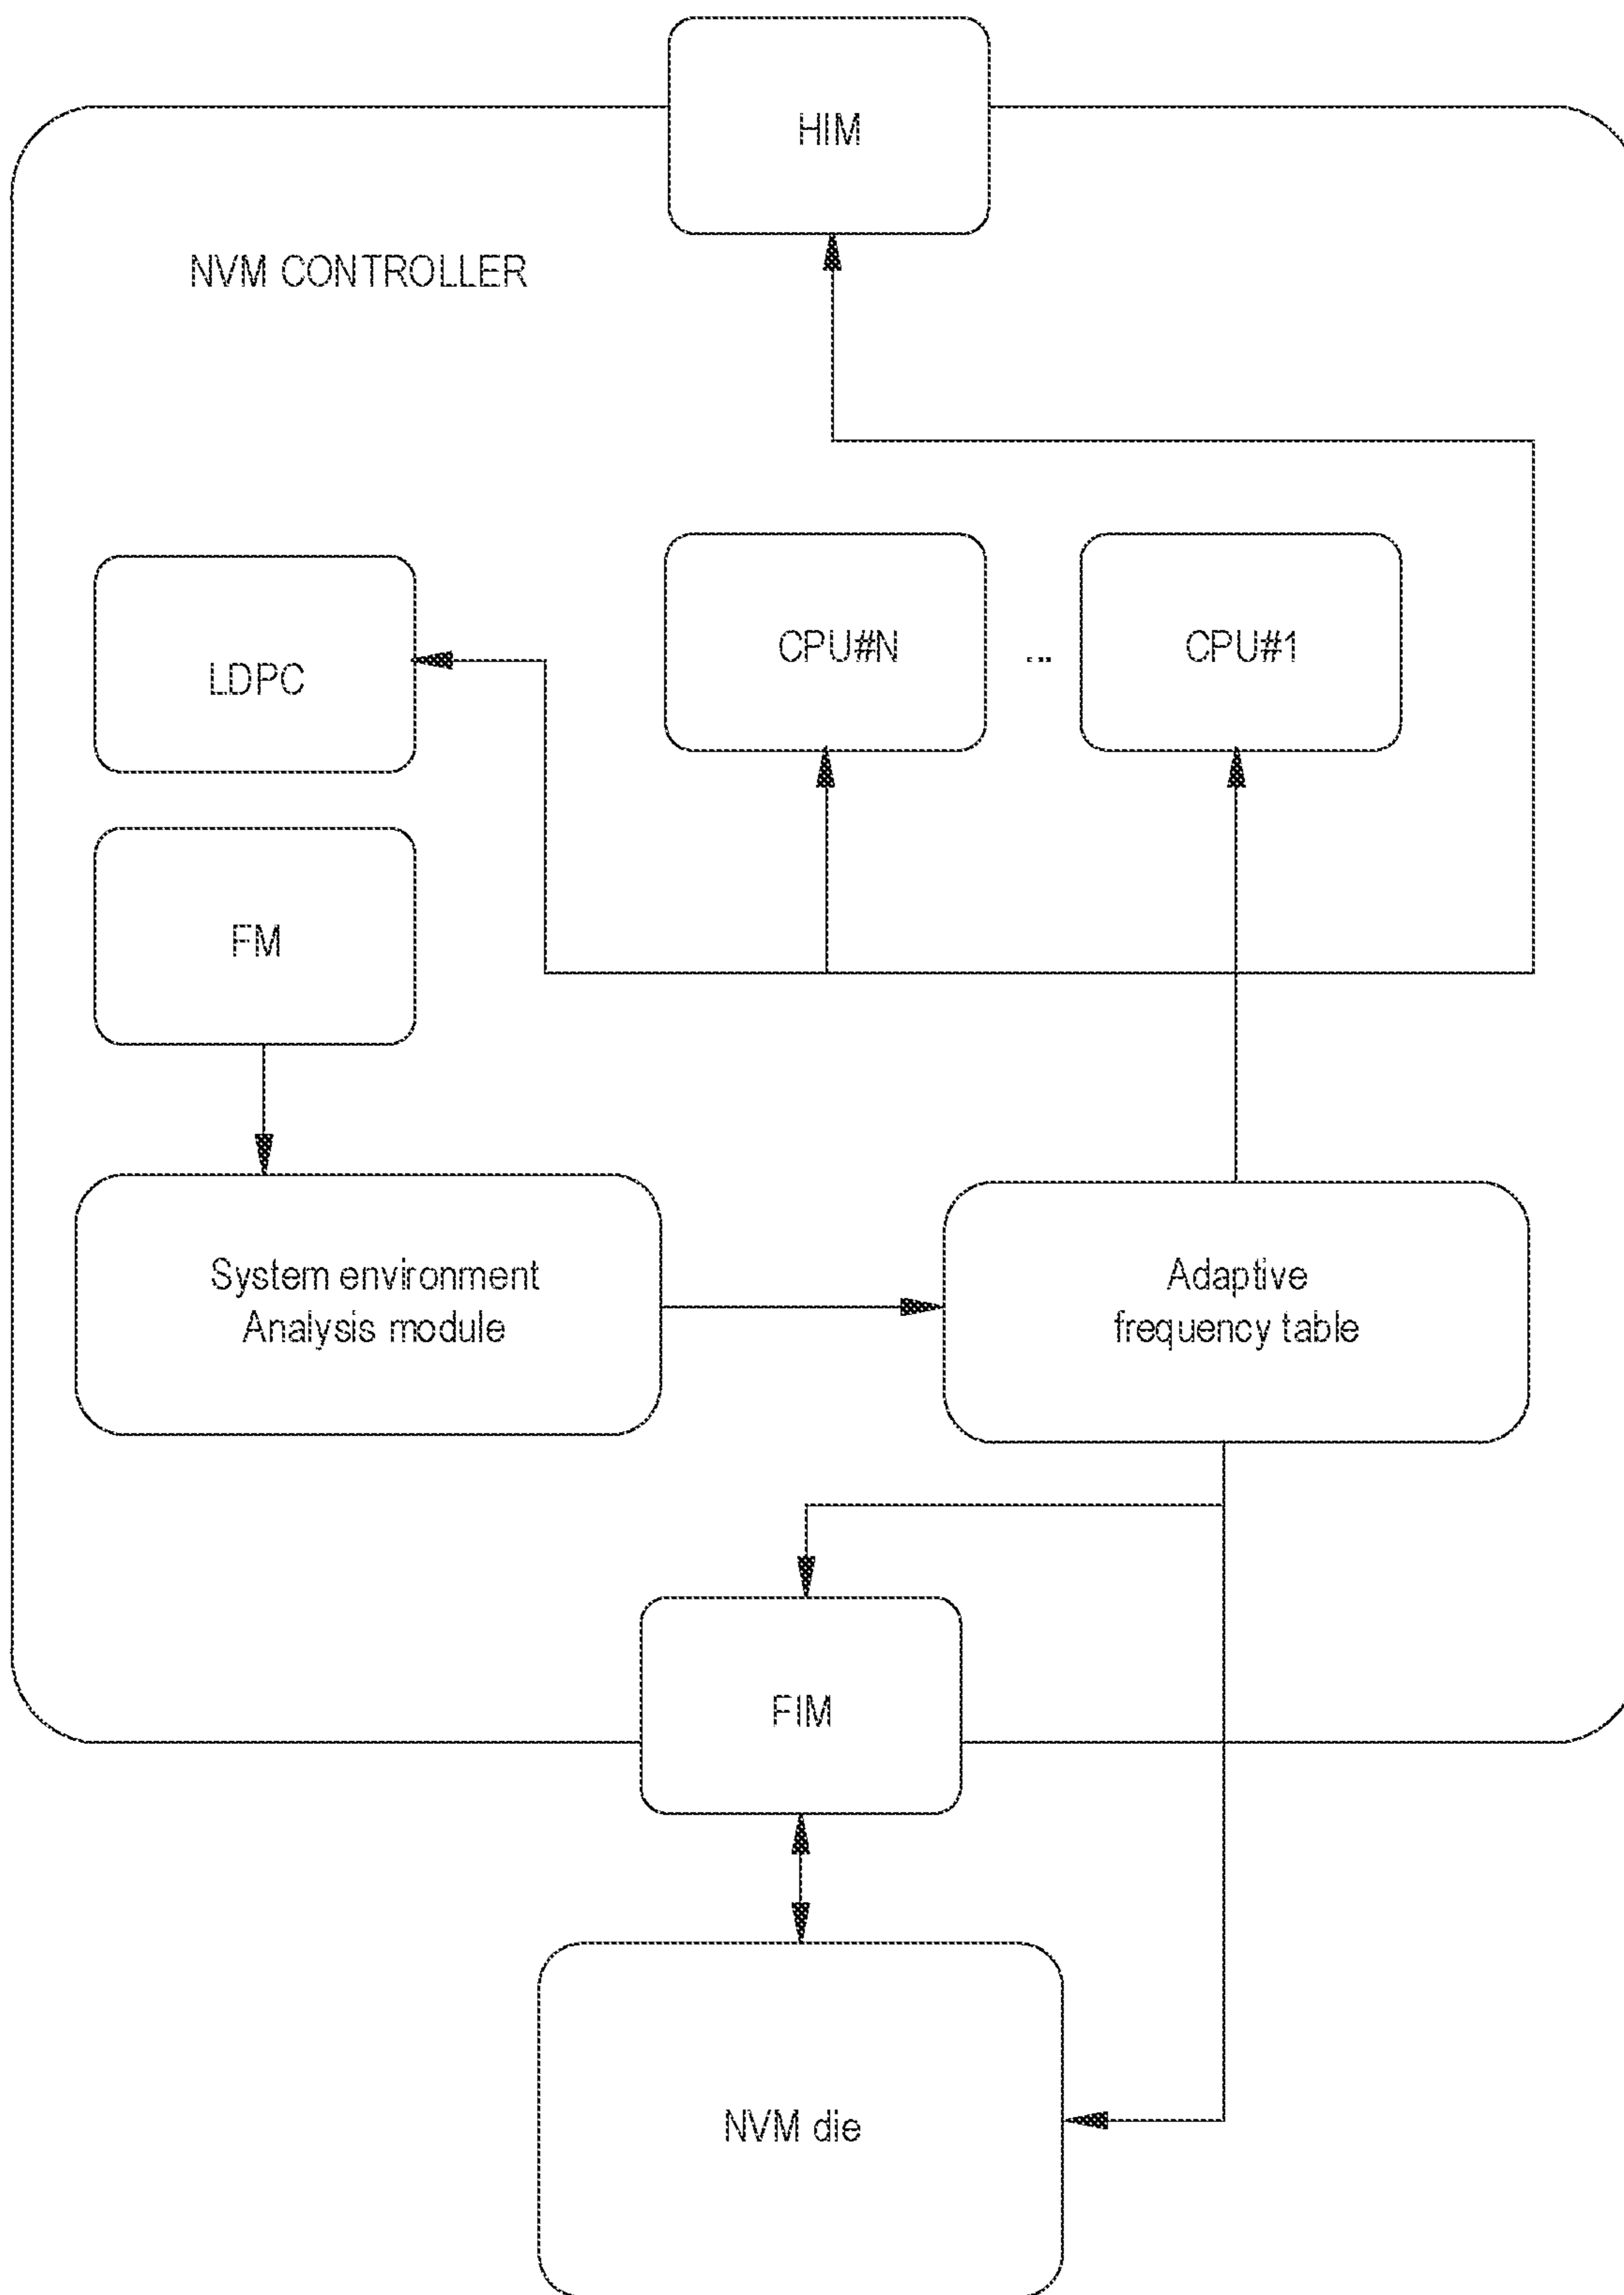 HIM
NVM CONTROLLER
CPU#N
...
CPU#1
LDPC
FM
System environment
Analysis module
Adaptive
frequency table
FIM
NVM die